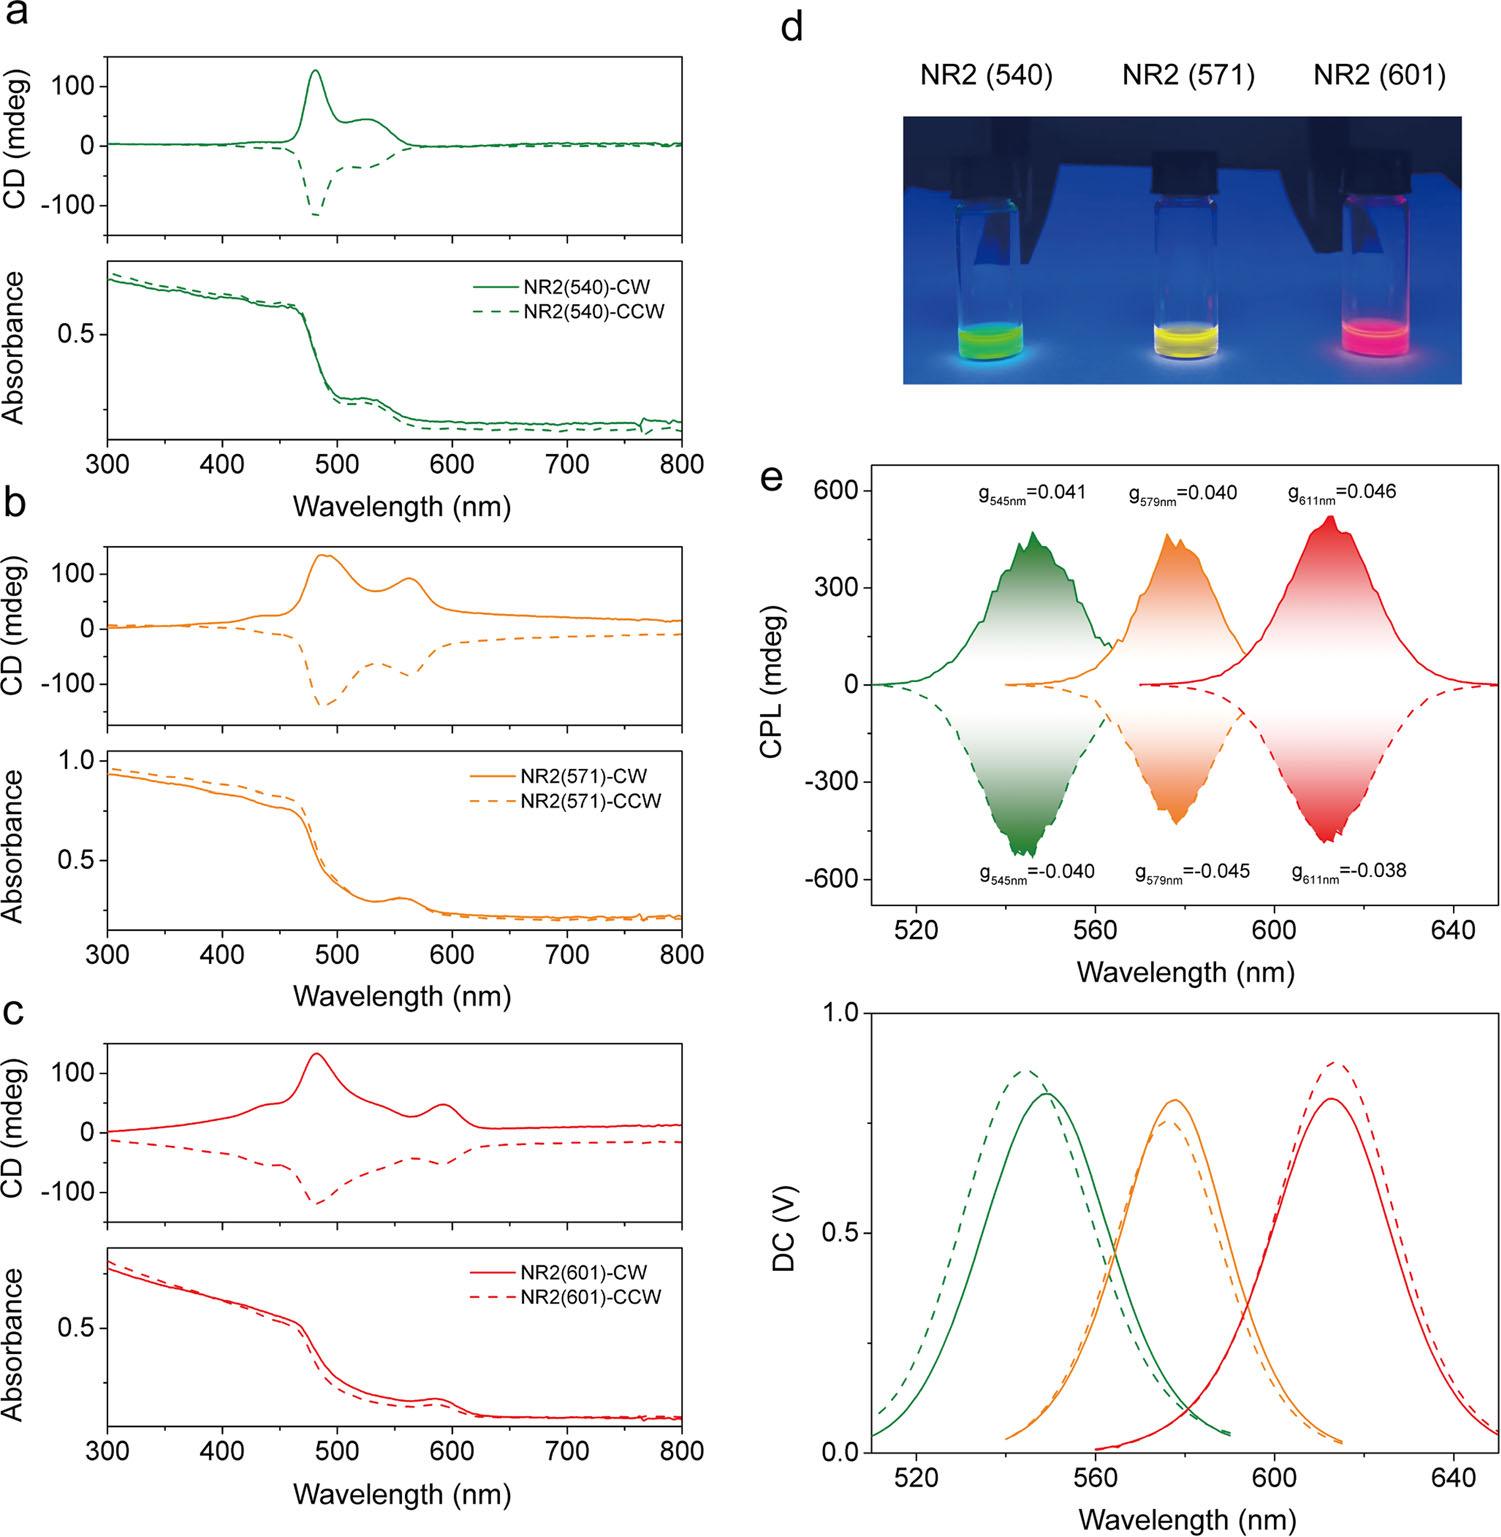 a
CD (mdeg)
100
0
-100
Absorbance
0.5
NR2(540)-CW
NR2(540)-CCW
300 400 500 600 700 800
Wavelength (nm)
b
CD (mdeg)
100
0
-100
Absorbance
1.0
0.5
NR2(571)-CW
NR2(571)-CCW
300 400 500 600 700 800
Wavelength (nm)
c
CD (mdeg)
100
0
-100
Absorbance
0.5
NR2(601)-CW
NR2(601)-CCW
300 400 500 600 700 800
Wavelength (nm)
d
NR2 (540) NR2 (571) NR2 (601)
e
CPL (mdeg)
600
300
0
-300
-600
g545nm=0.041 g579nm=0.040 g611nm=0.046
g545nm=-0.040 g579nm=-0.045 g611nm=-0.038
520 560 600 640
Wavelength (nm)
DC (V)
1.0
0.5
0.0
520 560 600 640
Wavelength (nm)